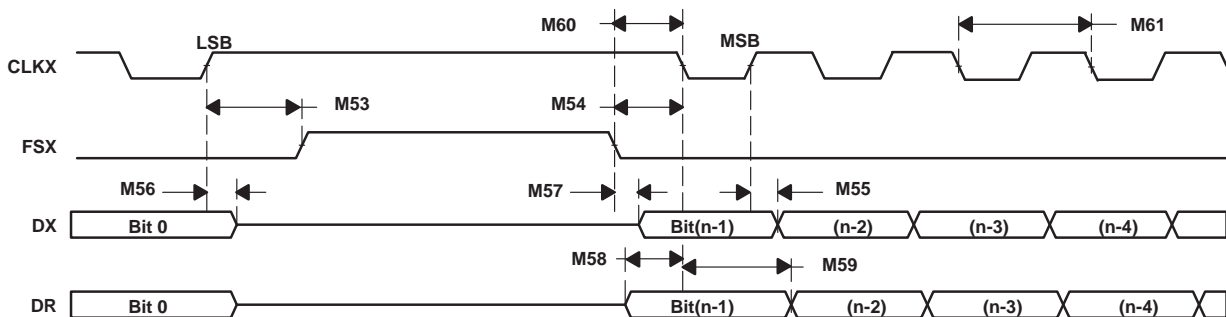 M60 M61
LSB MSB
CLKX
M53 M54
FSX
M56 M57 M55
DX Bit 0 Bit(n-1) (n-2) (n-3) (n-4)
M58 M59
DR Bit 0 Bit(n-1) (n-2) (n-3) (n-4)